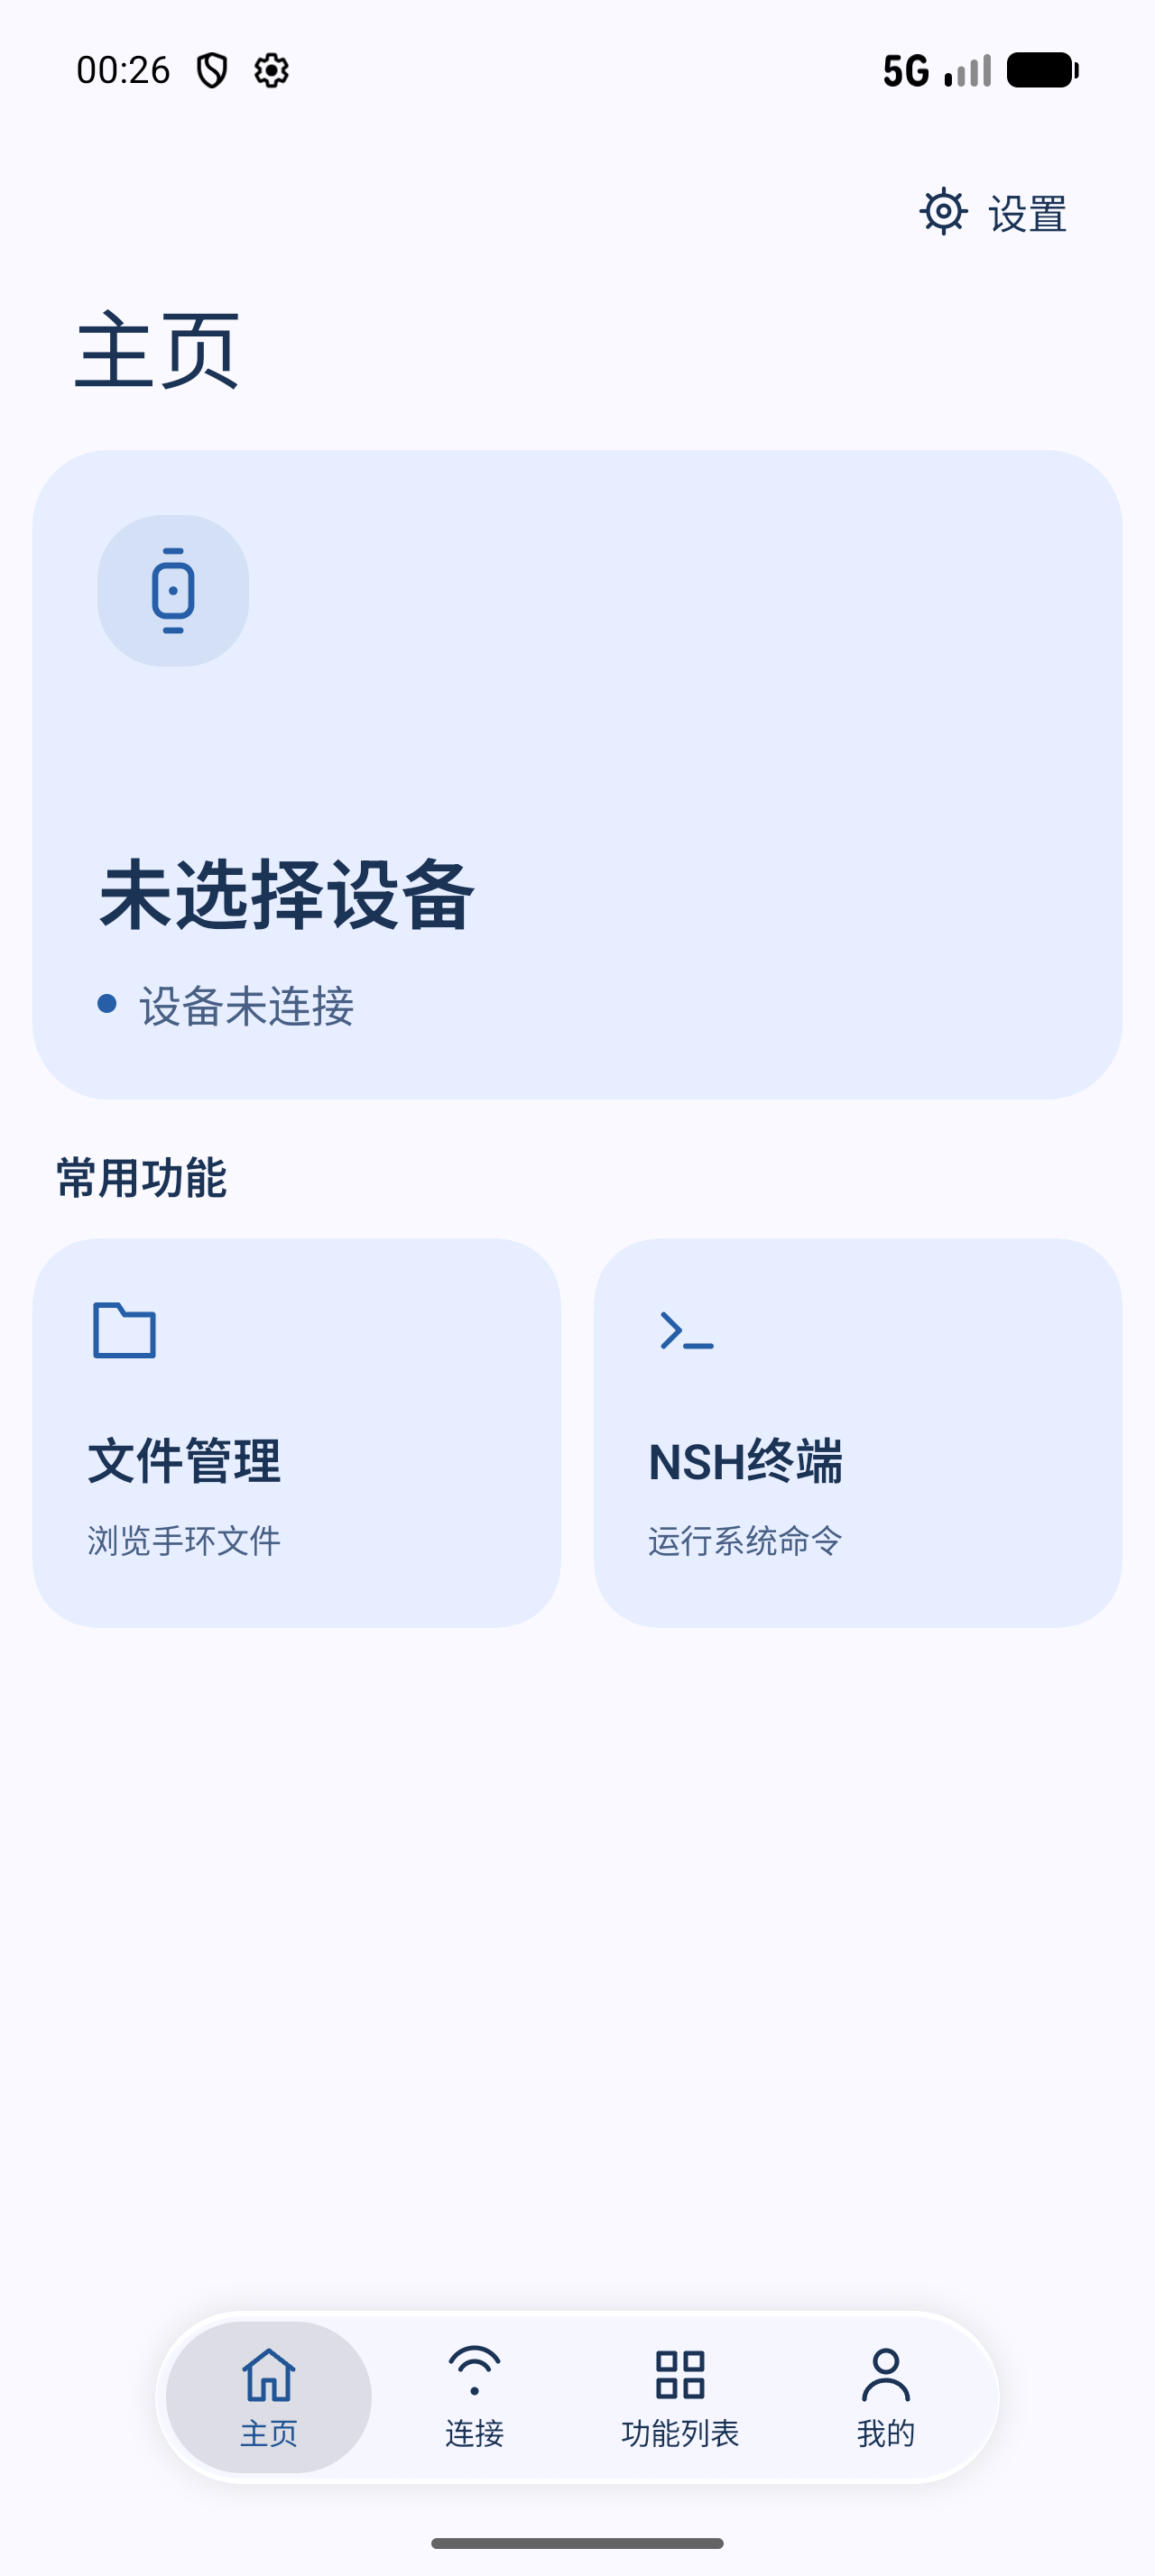 00:26
5G
设置
主页
未选择设备
设备未连接
常用功能
文件管理
浏览手环文件
NSH终端
运行系统命令
主页
连接
功能列表
我的